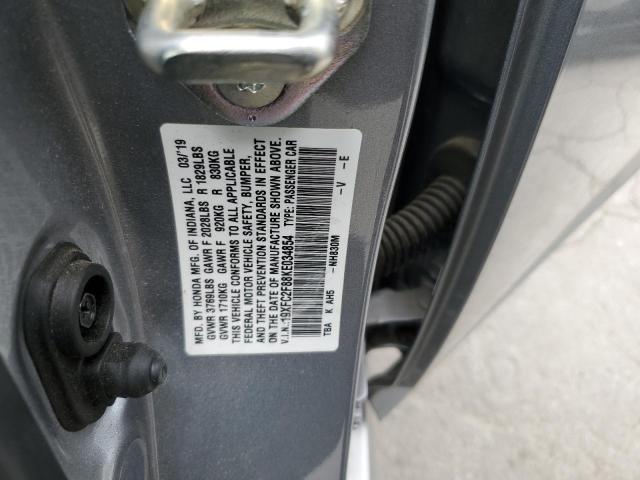 MFD. BY HONDA MFG. OF INDIANA, LLC 03/'19
GVWR 3769LBS GAWR F 2028LBS R 1829LBS
GVWR 1710KG GAWR F 920KG R 830KG
THIS VEHICLE CONFORMS TO ALL APPLICABLE
FEDERAL MOTOR VEHICLE SAFETY, BUMPER,
AND THEFT PREVENTION STANDARDS IN EFFECT
ON THE DATE OF MANUFACTURE SHOWN ABOVE.
V.I.N.:19XFC2F88KE034854 TYPE: PASSENGER CAR
TBA K AH5 -NH830M -V -E